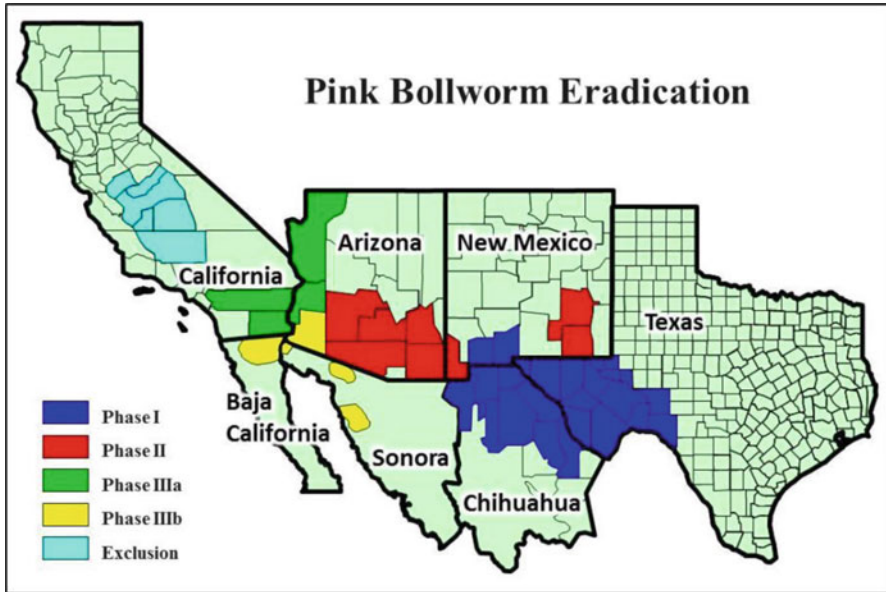 Pink Bollworm Eradication
Arizona
New Mexico
California
Texas
Baja
California
Sonora
Chihuahua
Phase I
Phase II
Phase IIIa
Phase IIIb
Exclusion